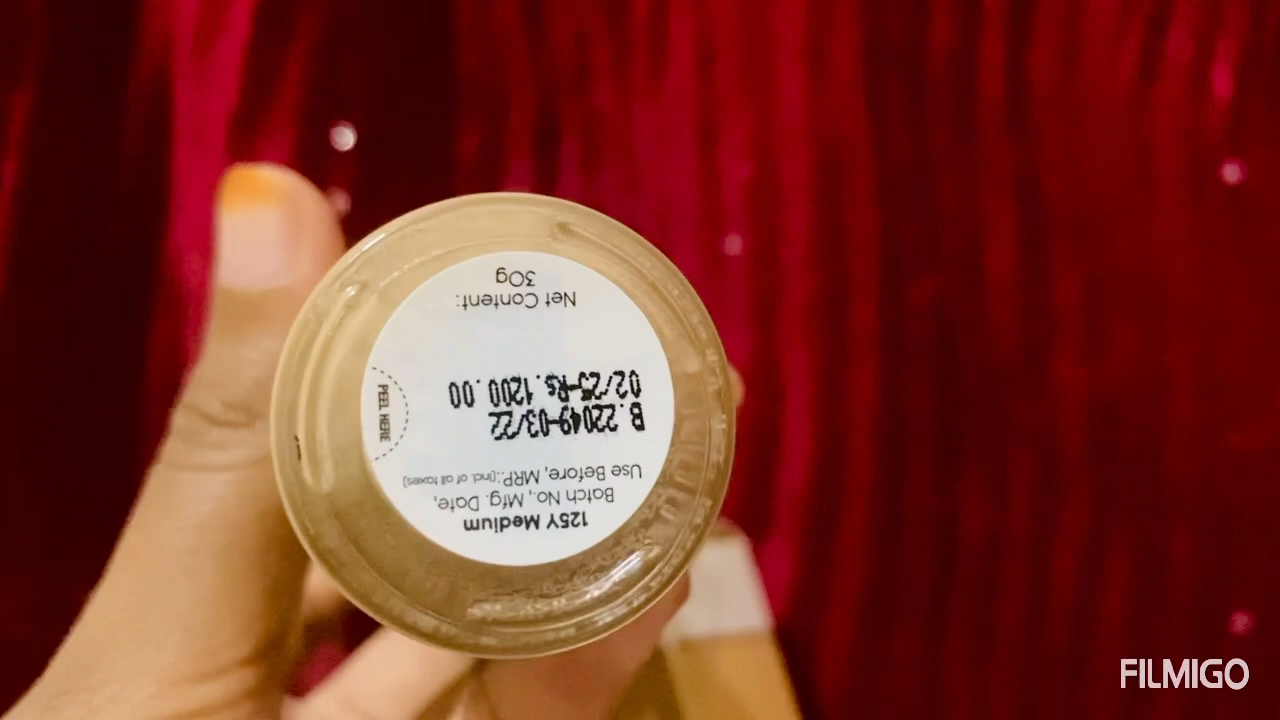 125Y Medium
Batch No., Mfg. Date,
Use Before, MRP.:(incl. of all taxes)
B.22049-03/22
02/25-Rs.1200.00
Net Content:
30g
PEEL HERE
FILMIGO